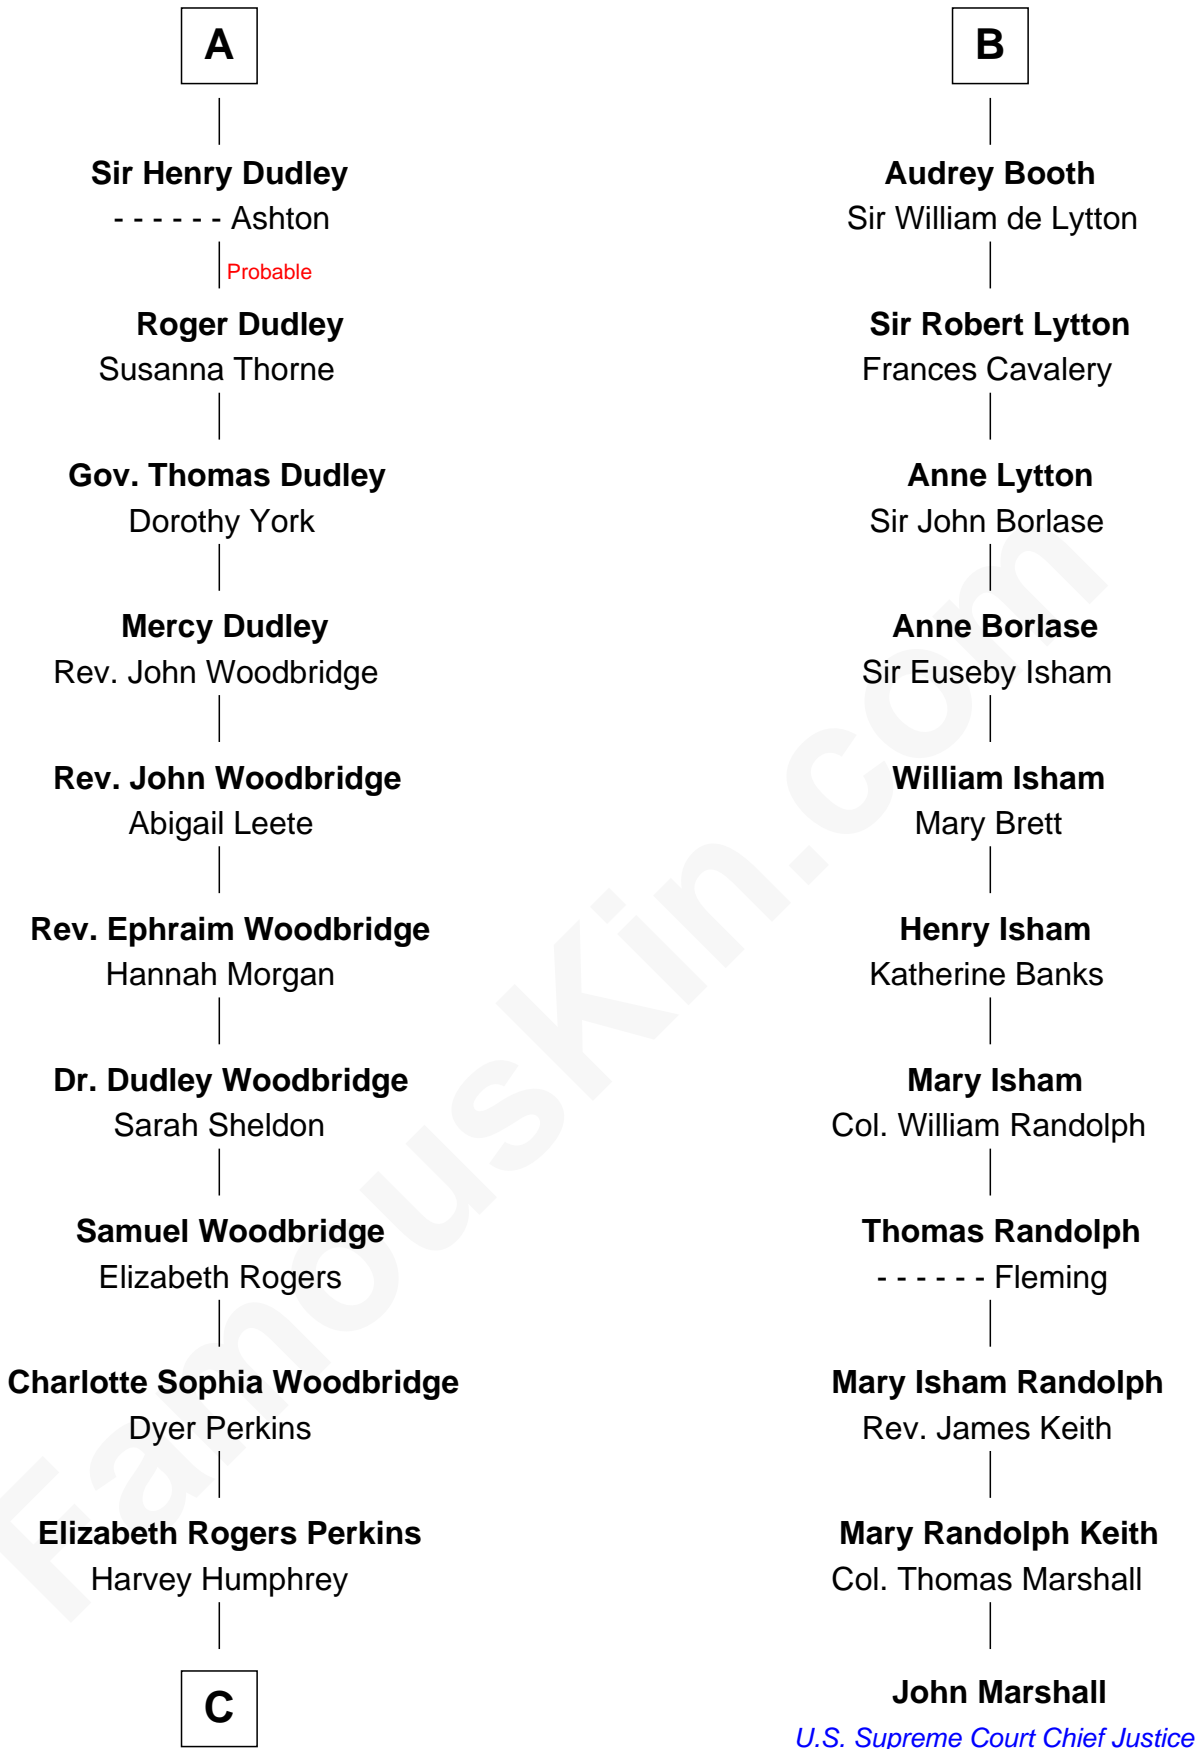 A
Sir Henry Dudley
- - - - - - Ashton
Probable
Roger Dudley
Susanna Thorne
Gov. Thomas Dudley
Dorothy York
Mercy Dudley
Rev. John Woodbridge
Rev. John Woodbridge
Abigail Leete
Rev. Ephraim Woodbridge
Hannah Morgan
Dr. Dudley Woodbridge
Sarah Sheldon
Samuel Woodbridge
Elizabeth Rogers
Charlotte Sophia Woodbridge
Dyer Perkins
Elizabeth Rogers Perkins
Harvey Humphrey
C
B
Audrey Booth
Sir William de Lytton
Sir Robert Lytton
Frances Cavalery
Anne Lytton
Sir John Borlase
Anne Borlase
Sir Euseby Isham
William Isham
Mary Brett
Henry Isham
Katherine Banks
Mary Isham
Col. William Randolph
Thomas Randolph
- - - - - - Fleming
Mary Isham Randolph
Rev. James Keith
Mary Randolph Keith
Col. Thomas Marshall
John Marshall
U.S. Supreme Court Chief Justice
FamousKin.com